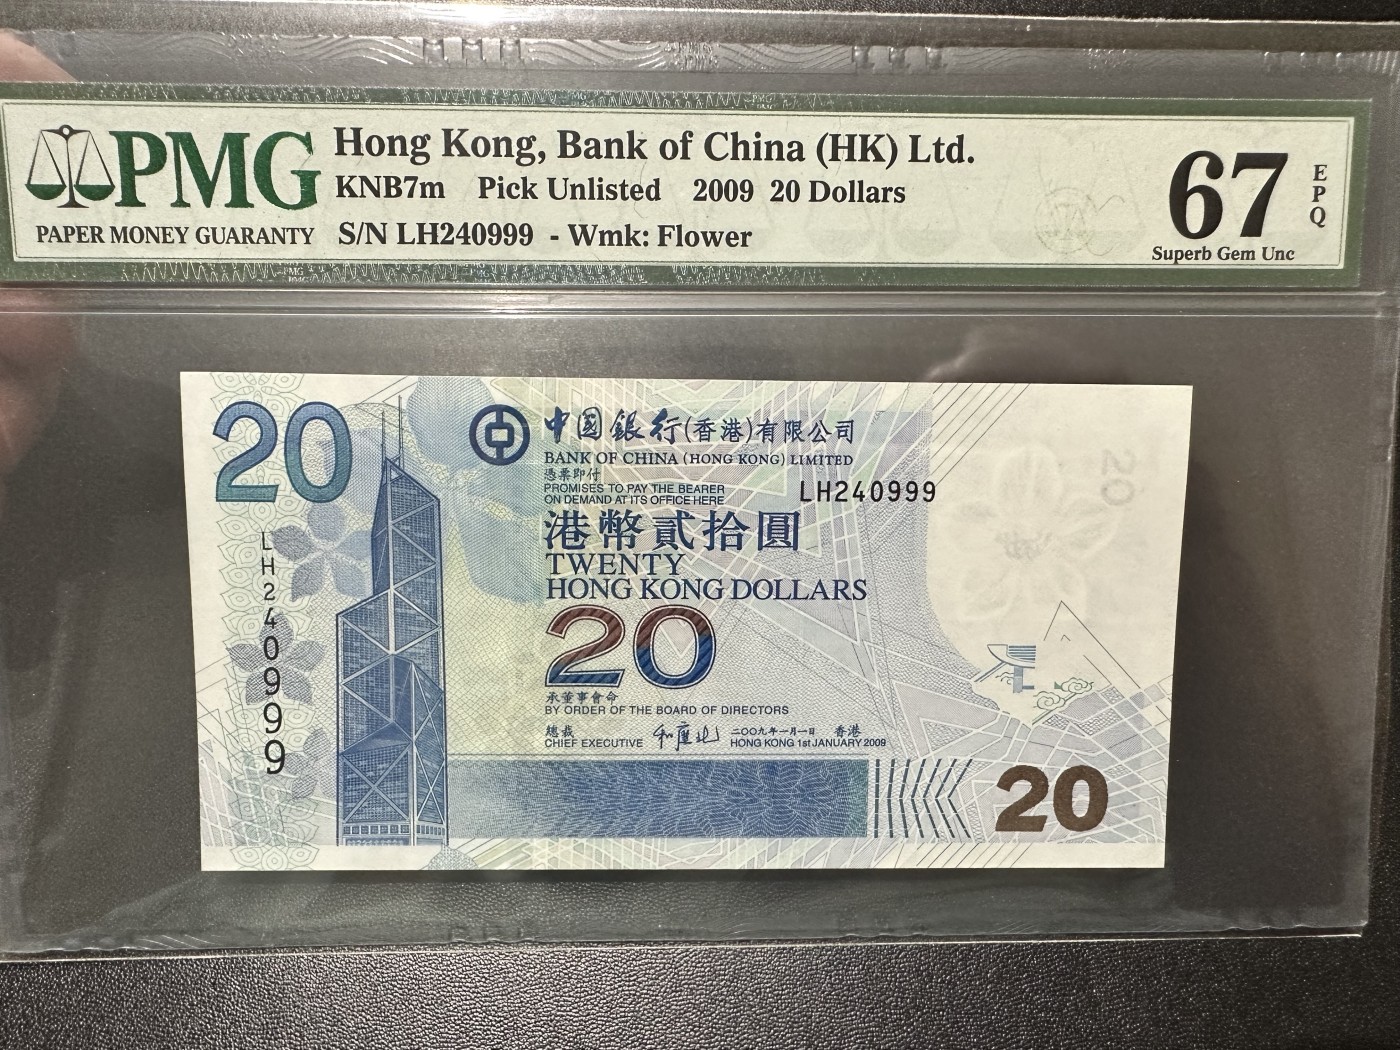 PMG
PAPER MONEY GUARANTY
Hong Kong, Bank of China (HK) Ltd.
KNB7m Pick Unlisted 2009 20 Dollars
S/N LH240999 - Wmk: Flower
67
EPQ
Superb Gem Unc
20
中国銀行(香港)有限公司
BANK OF CHINA (HONG KONG) LIMITED
憑票即付
PROMISES TO PAY THE BEARER
ON DEMAND AT ITS OFFICE HERE
LH240999
港幣貳拾圓
TWENTY
HONG KONG DOLLARS
20
承董事會命
BY ORDER OF THE BOARD OF DIRECTORS
總裁
CHIEF EXECUTIVE
和廣北
二〇〇九年一月一日 香港
HONG KONG 1st JANUARY 2009
LH240999
20
20